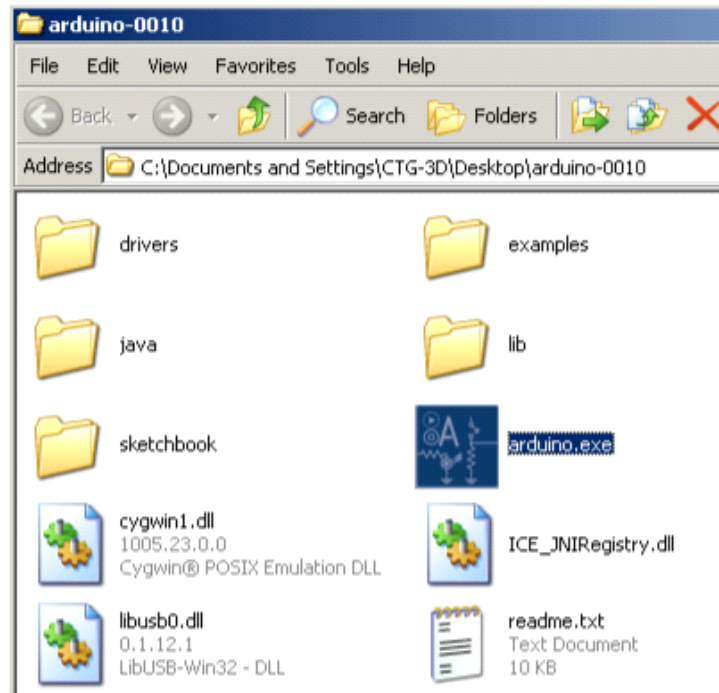 arduino-0010
File Edit View Favorites Tools Help
Back Search Folders
Address C:\Documents and Settings\CTG-3D\Desktop\arduino-0010
drivers
examples
java
lib
sketchbook
arduino.exe
cygwin1.dll
1005.23.0.0
Cygwin® POSIX Emulation DLL
ICE_JNIRegistry.dll
libusb0.dll
0.1.12.1
LibUSB-Win32 - DLL
readme.txt
Text Document
10 KB